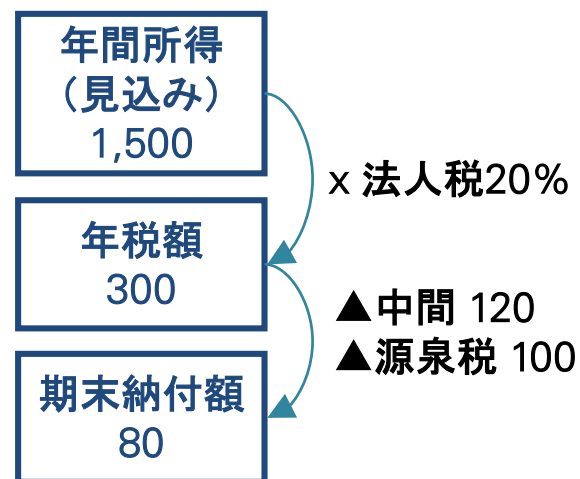 年間所得
（見込み）
1,500
x 法人税20%
年税額
300
▲中間 120
▲源泉税 100
期末納付額
80